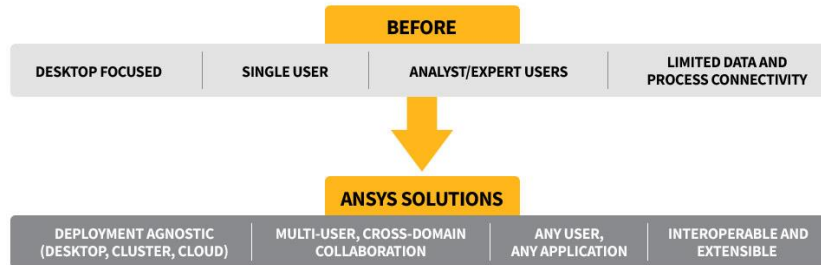 BEFORE
DESKTOP FOCUSED
SINGLE USER
ANALYST/EXPERT USERS
LIMITED DATA AND
PROCESS CONNECTIVITY
ANSYS SOLUTIONS
DEPLOYMENT AGNOSTIC
(DESKTOP, CLUSTER, CLOUD)
MULTI-USER, CROSS-DOMAIN
COLLABORATION
ANY USER,
ANY APPLICATION
INTEROPERABLE AND
EXTENSIBLE